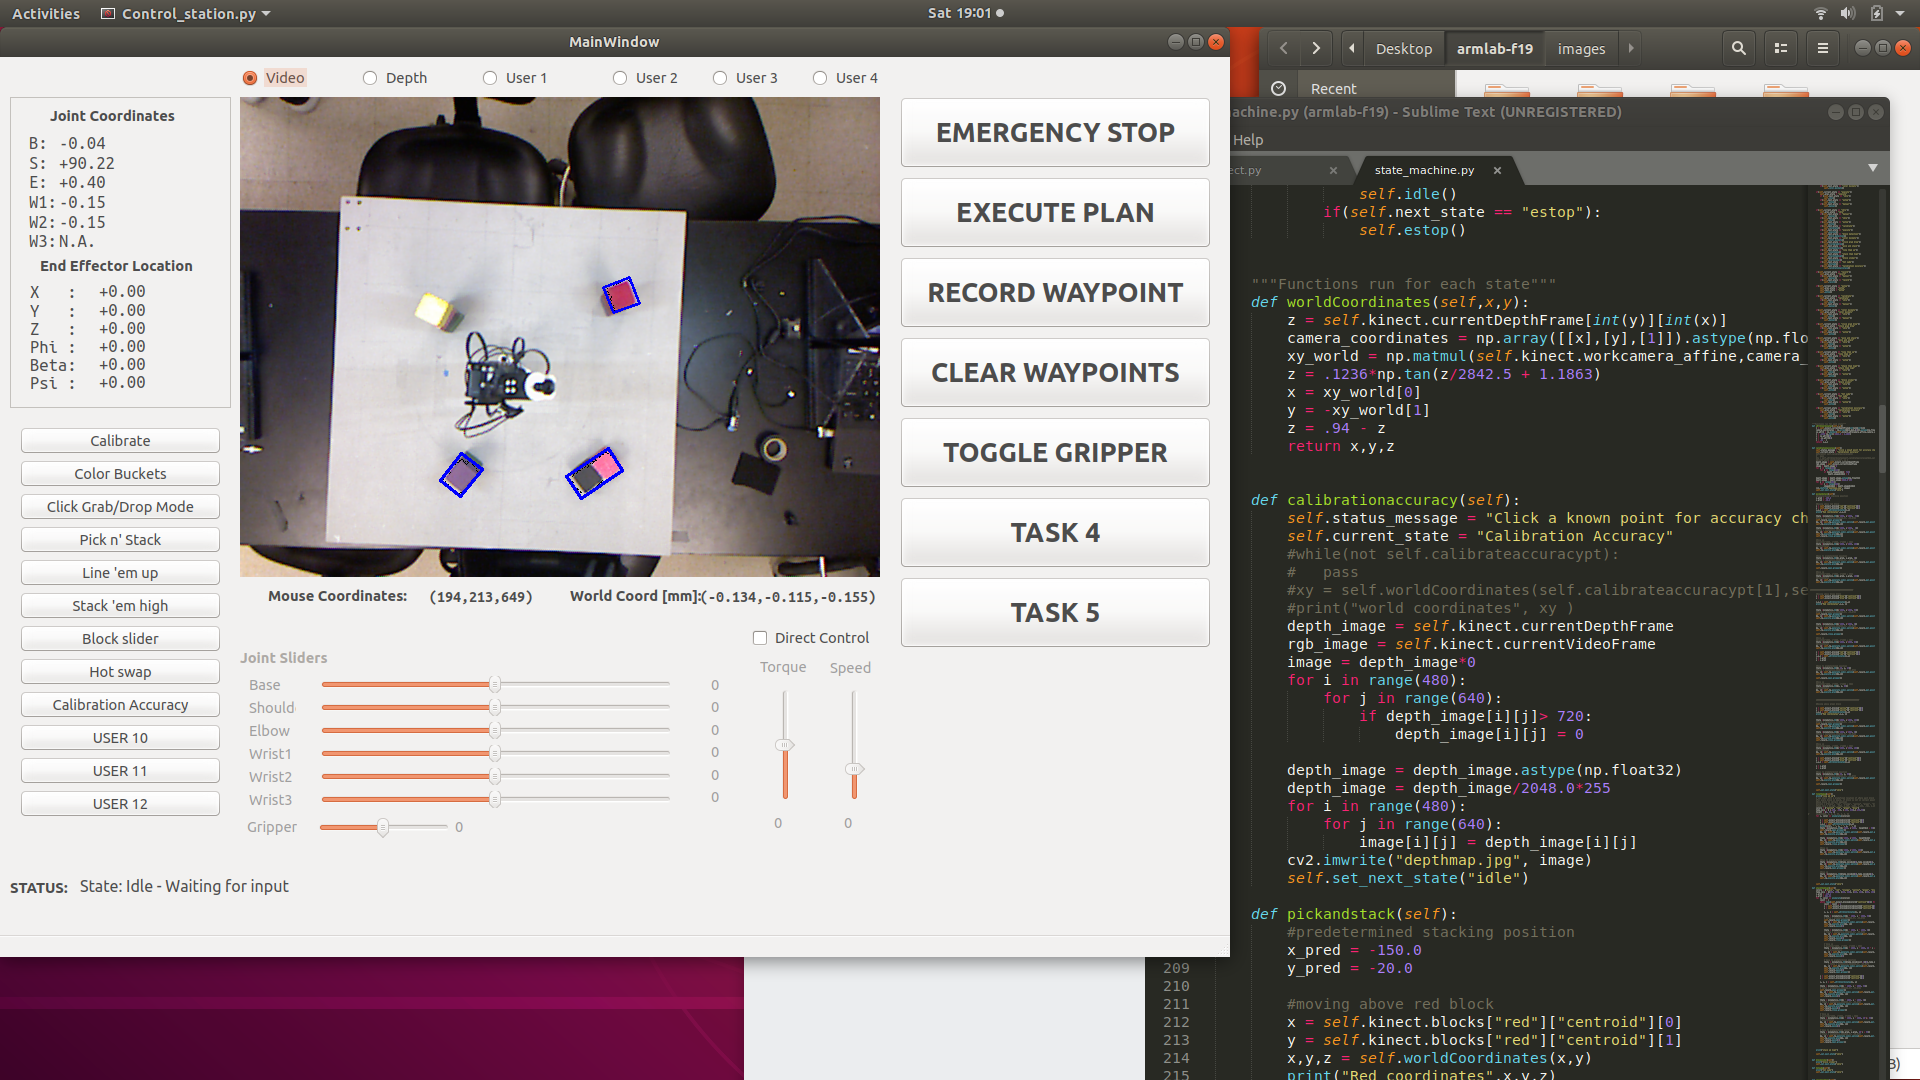 Activities
Control_station.py
Sat 19:01
MainWindow
Video
Depth
User 1
User 2
User 3
User 4
Joint Coordinates
B: -0.04
S: +90.22
E: +0.40
W1: -0.15
W2: -0.15
W3: N.A.
End Effector Location
X : +0.00
Y : +0.00
Z : +0.00
Phi : +0.00
Beta: +0.00
Psi : +0.00
Calibrate
Color Buckets
Click Grab/Drop Mode
Pick n' Stack
Line 'em up
Stack 'em high
Block slider
Hot swap
Calibration Accuracy
USER 10
USER 11
USER 12
Mouse Coordinates: (194,213,649)
World Coord [mm]:(-0.134,-0.115,-0.155)
Direct Control
Joint Sliders
Torque
Speed
Base 0
Should 0
Elbow 0
Wrist1 0
Wrist2 0
Wrist3 0
Gripper 0
0
0
STATUS: State: Idle - Waiting for input
EMERGENCY STOP
EXECUTE PLAN
RECORD WAYPOINT
CLEAR WAYPOINTS
TOGGLE GRIPPER
TASK 4
TASK 5
Desktop
armlab-f19
images
Recent
achine.py (armlab-f19) - Sublime Text (UNREGISTERED)
Help
ect.py
state_machine.py
self.idle()
if(self.next_state == "estop"):
self.estop()
"""Functions run for each state"""
def worldCoordinates(self,x,y):
z = self.kinect.currentDepthFrame[int(y)][int(x)]
camera_coordinates = np.array([[x],[y],[1]]).astype(np.flo
xy_world = np.matmul(self.kinect.workcamera_affine,camera_
z = .1236*np.tan(z/2842.5 + 1.1863)
x = xy_world[0]
y = -xy_world[1]
z = .94 - z
return x,y,z
def calibrationaccuracy(self):
self.status_message = "Click a known point for accuracy ch
self.current_state = "Calibration Accuracy"
#while(not self.calibrateaccuracypt):
#   pass
#xy = self.worldCoordinates(self.calibrateaccuracypt[1],se
#print("world coordinates", xy )
depth_image = self.kinect.currentDepthFrame
rgb_image = self.kinect.currentVideoFrame
image = depth_image*0
for i in range(480):
for j in range(640):
if depth_image[i][j]> 720:
depth_image[i][j] = 0
depth_image = depth_image.astype(np.float32)
depth_image = depth_image/2048.0*255
for i in range(480):
for j in range(640):
image[i][j] = depth_image[i][j]
cv2.imwrite("depthmap.jpg", image)
self.set_next_state("idle")
def pickandstack(self):
#predetermined stacking position
x_pred = -150.0
209 y_pred = -20.0
210
211 #moving above red block
212 x = self.kinect.blocks["red"]["centroid"][0]
213 y = self.kinect.blocks["red"]["centroid"][1]
214 x,y,z = self.worldCoordinates(x,y)
215 print("Red coordinates",x,y,z)
B)